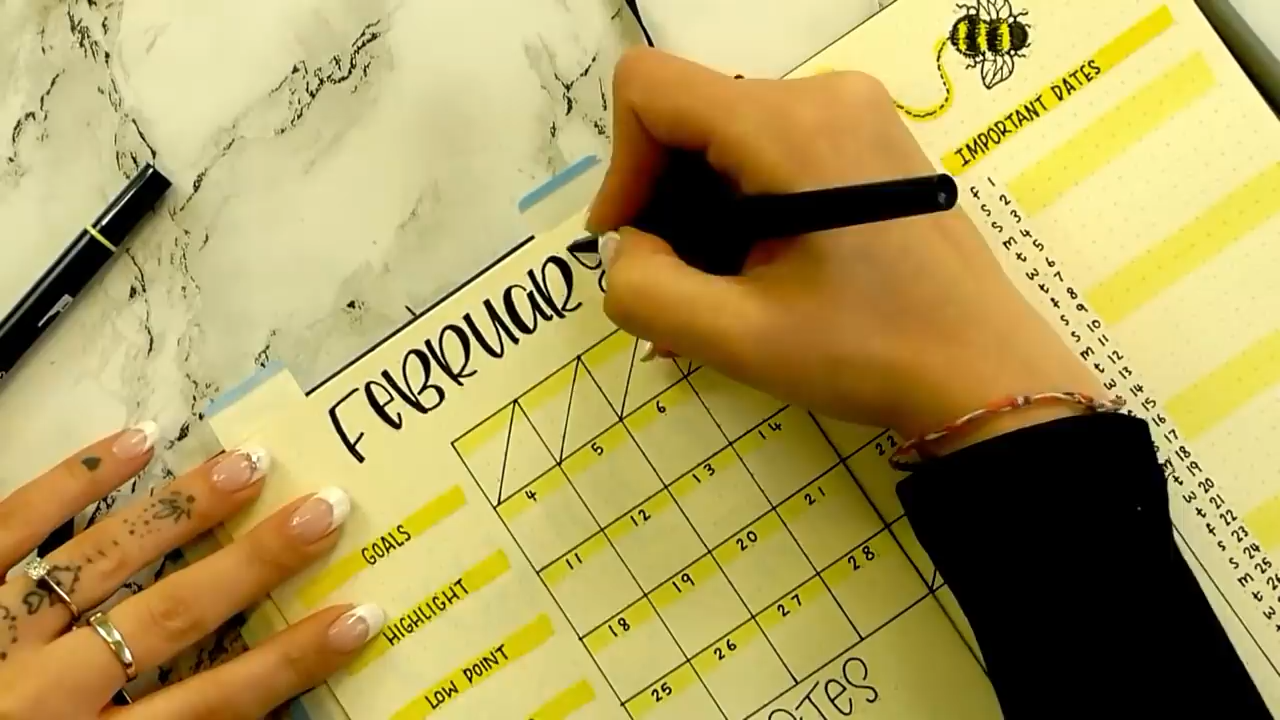 FEBRUARY
IMPORTANT DATES
f 1
s 2
s 3
m 4
t 5
w 6
t 7
f 8
s 9
s 10
m 11
t 12
w 13
14
15
16
17
18
19
20
21
22
23
24
25
GOALS
HIGHLIGHT
LOW POINT
4 5 6
11 12 13 14
18 19 20 21 22
25 26 27 28
NOTES